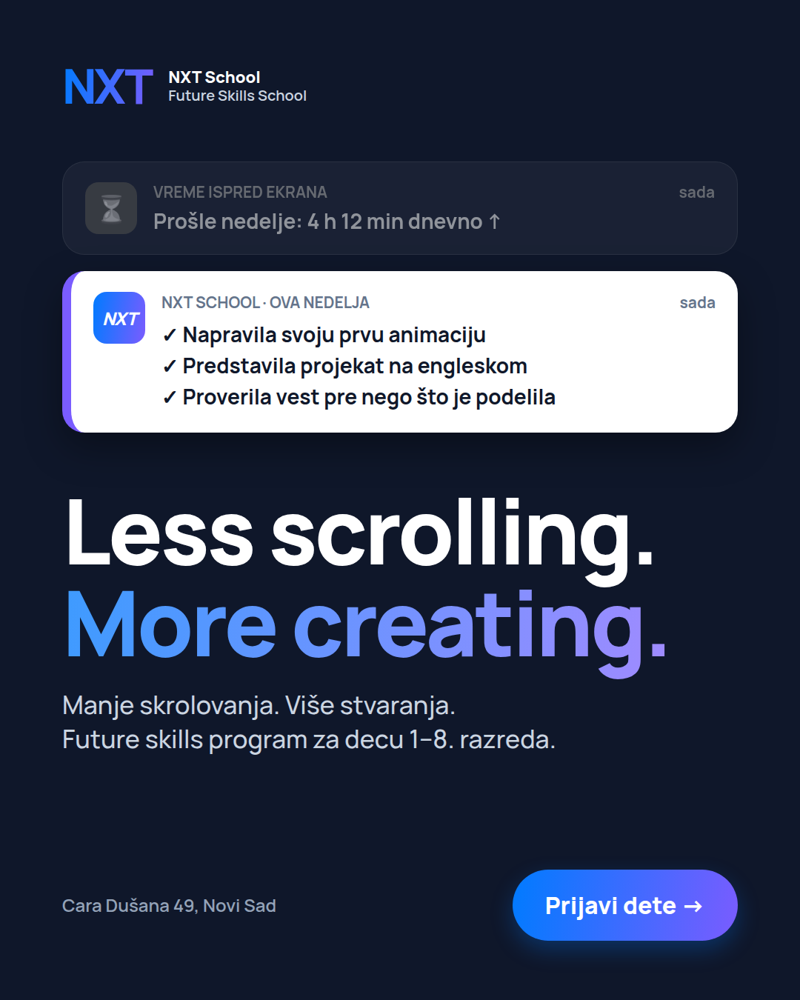 NXT
NXT School
Future Skills School
VREME ISPRED EKRANA
sada
Prošle nedelje: 4 h 12 min dnevno ↑
NXT
NXT SCHOOL · OVA NEDELJA
sada
✓ Napravila svoju prvu animaciju
✓ Predstavila projekat na engleskom
✓ Proverila vest pre nego što je podelila
Less scrolling.
More creating.
Manje skrolovanja. Više stvaranja.
Future skills program za decu 1–8. razreda.
Cara Dušana 49, Novi Sad
Prijavi dete →